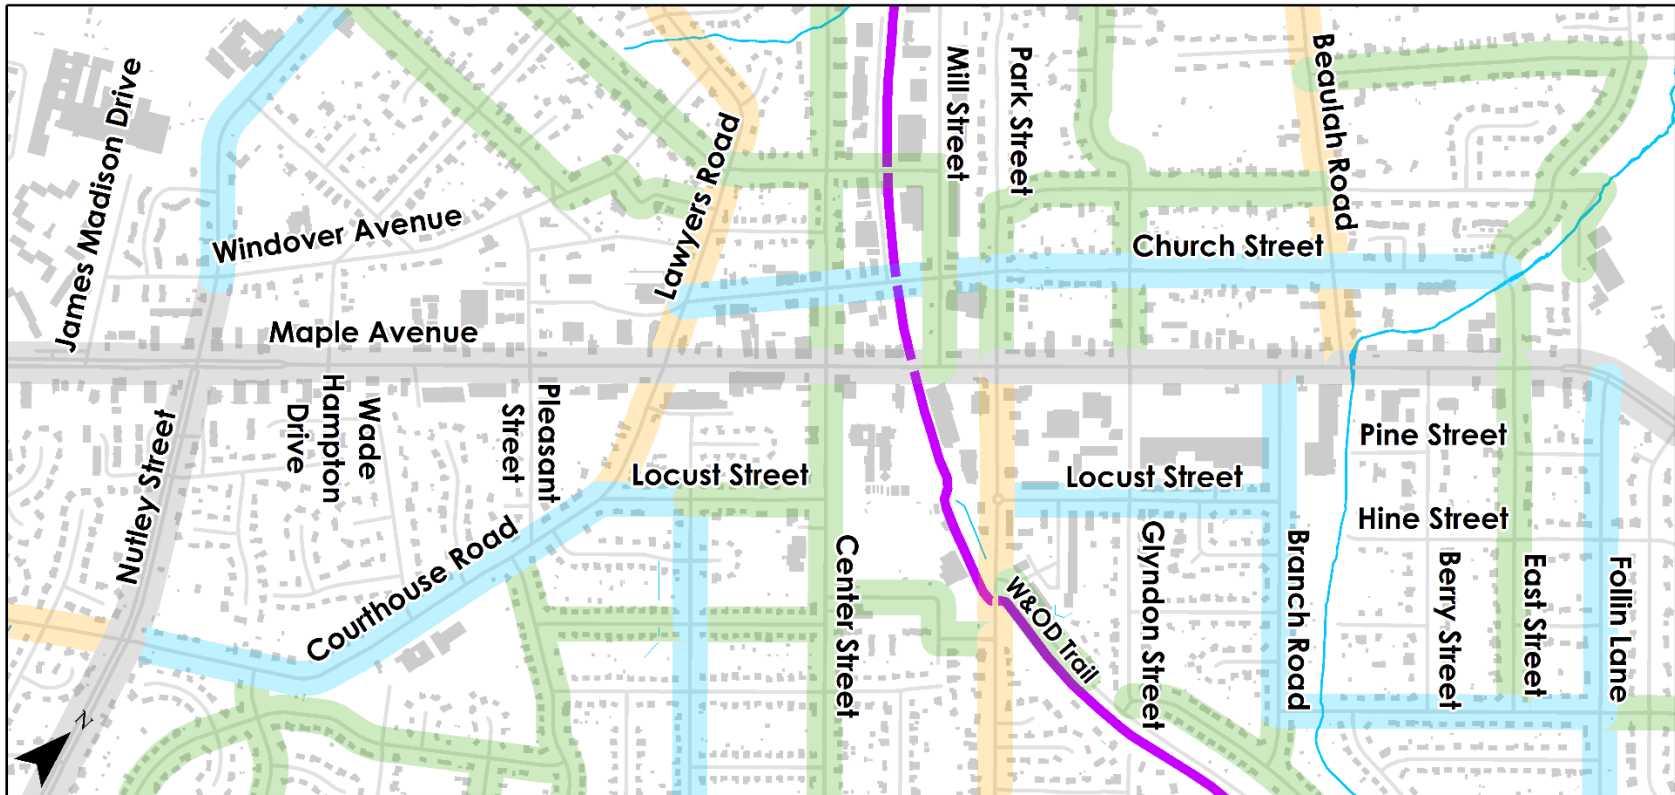 James Madison Drive
Windover Avenue
Lawyers Road
Mill Street
Park Street
Beaulah Road
Church Street
Maple Avenue
Nutley Street
Wade
Hampton
Drive
Pleasant
Street
Locust Street
Locust Street
Pine Street
Hine Street
Courthouse Road
Center Street
W&OD Trail
Glyndon Street
Branch Road
Berry Street
East Street
Follin Lane
N